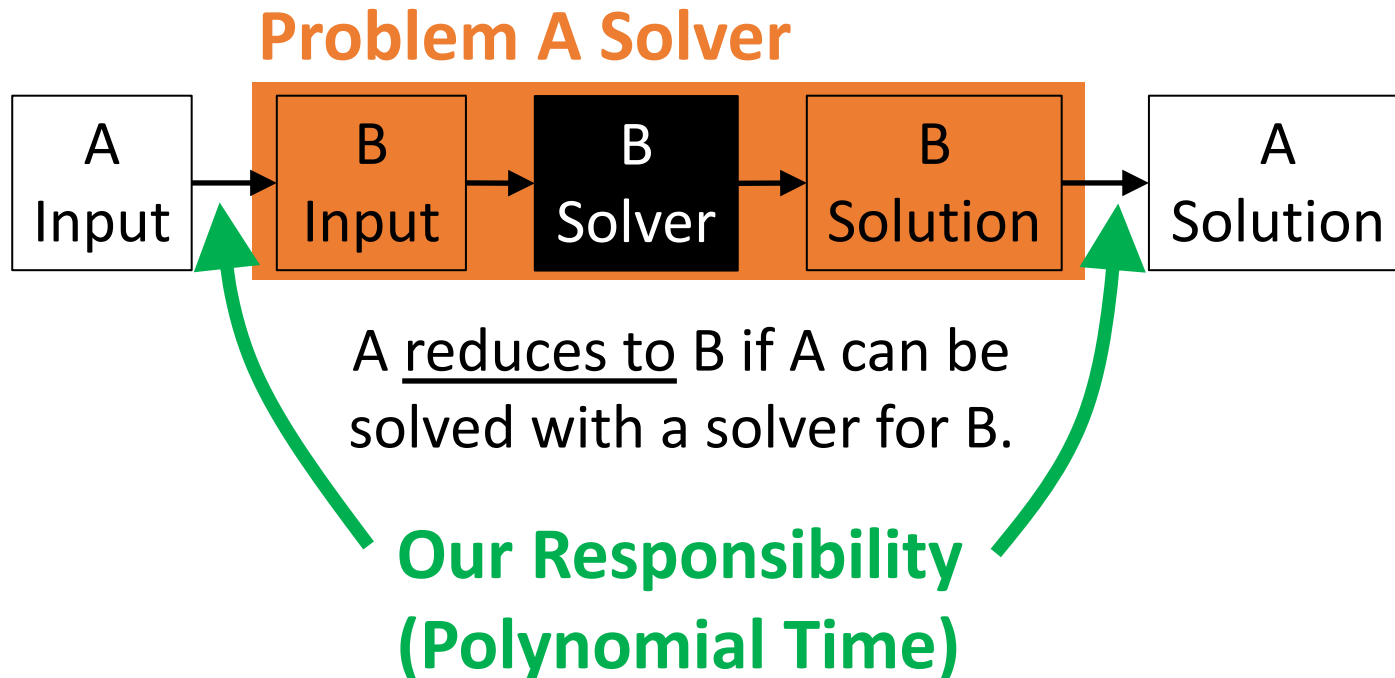 Problem A Solver
A
Input
B
Input
B
Solver
B
Solution
A
Solution
A reduces to B if A can be
solved with a solver for B.
Our Responsibility
(Polynomial Time)